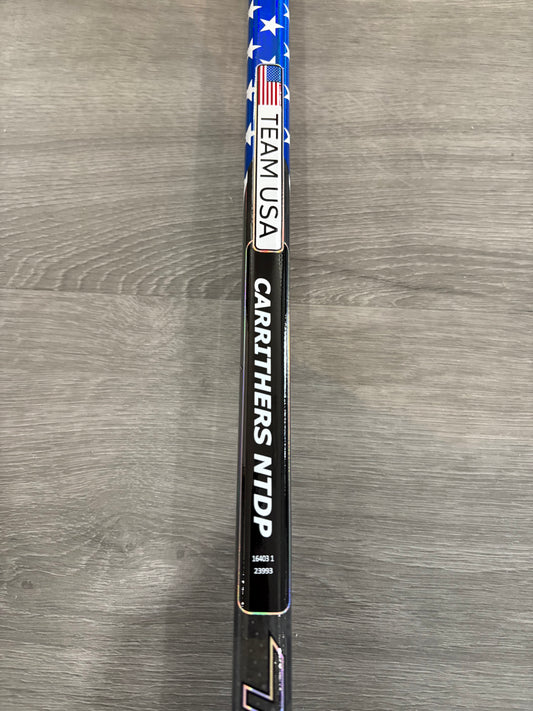 TEAM USA
CARRITHERS NTDP
16403 1
23993